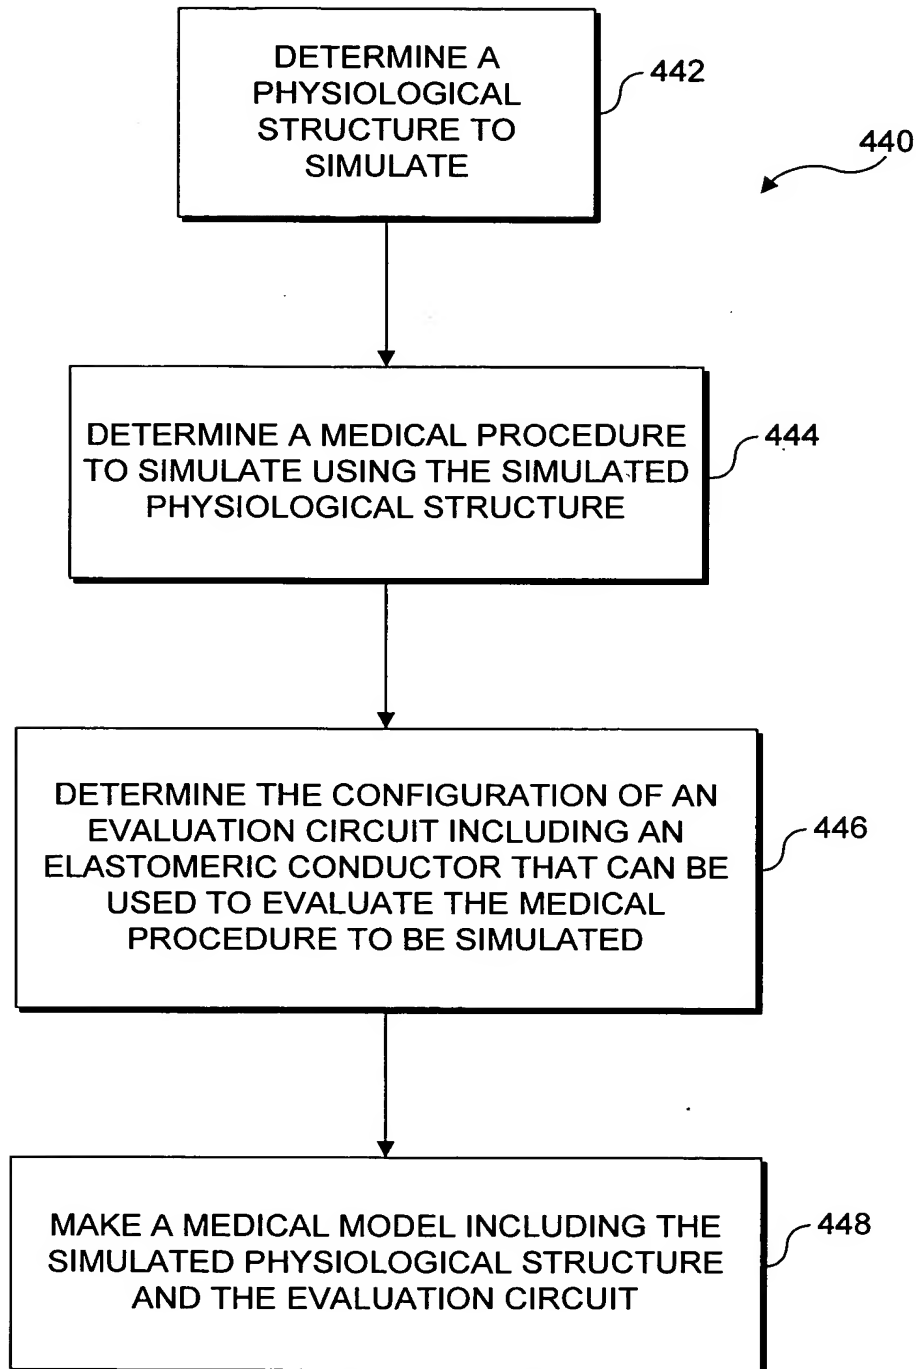 DETERMINE A
PHYSIOLOGICAL
STRUCTURE TO
SIMULATE
442
440
DETERMINE A MEDICAL PROCEDURE
TO SIMULATE USING THE SIMULATED
PHYSIOLOGICAL STRUCTURE
444
DETERMINE THE CONFIGURATION OF AN
EVALUATION CIRCUIT INCLUDING AN
ELASTOMERIC CONDUCTOR THAT CAN BE
USED TO EVALUATE THE MEDICAL
PROCEDURE TO BE SIMULATED
446
MAKE A MEDICAL MODEL INCLUDING THE
SIMULATED PHYSIOLOGICAL STRUCTURE
AND THE EVALUATION CIRCUIT
448